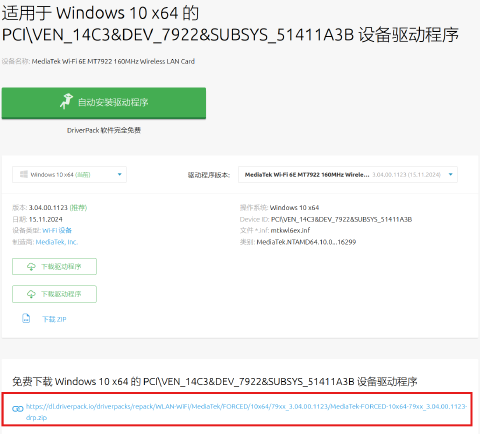 适用于 Windows 10 x64 的
PCI\VEN_14C3&DEV_7922&SUBSYS_51411A3B 设备驱动程序
设备名称: MediaTek Wi-Fi 6E MT7922 160MHz Wireless LAN Card
自动安装驱动程序
DriverPack 软件完全免费
Windows 10 x64 (当前)
驱动程序版本:
MediaTek Wi-Fi 6E MT7922 160MHz Wirele... 3.04.00.1123 (15.11.2024)
版本: 3.04.00.1123 (推荐)
日期: 15.11.2024
设备类型: Wi-Fi 设备
制造商: MediaTek, Inc.
操作系统: Windows 10 x64
Device ID: PCI\VEN_14C3&DEV_7922&SUBSYS_51411A3B
文件 *.inf: mtkwl6ex.inf
类别: MediaTek.NTAMD64.10.0...16299
下载驱动程序
下载驱动程序
下载 ZIP
免费下载 Windows 10 x64 的 PCI\VEN_14C3&DEV_7922&SUBSYS_51411A3B 设备驱动程序
https://dl.driverpack.io/driverpacks/repack/WLAN-WiFi/MediaTek/FORCED/10x64/79xx_3.04.00.1123/MediaTek-FORCED-10x64-79xx_3.04.00.1123-
drp.zip